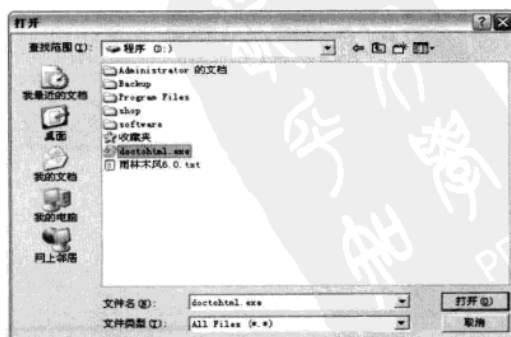 打开
查找范围(I): 程序 (D:)
我最近的文档
桌面
我的文档
我的电脑
网上邻居
Administrator 的文档
Backup
Program Files
shop
software
收藏夹
doctohtml.exe
雨林木风6.0.txt
文件名(N): doctohtml.exe 打开(O)
文件类型(T): All Files (*.*) 取消